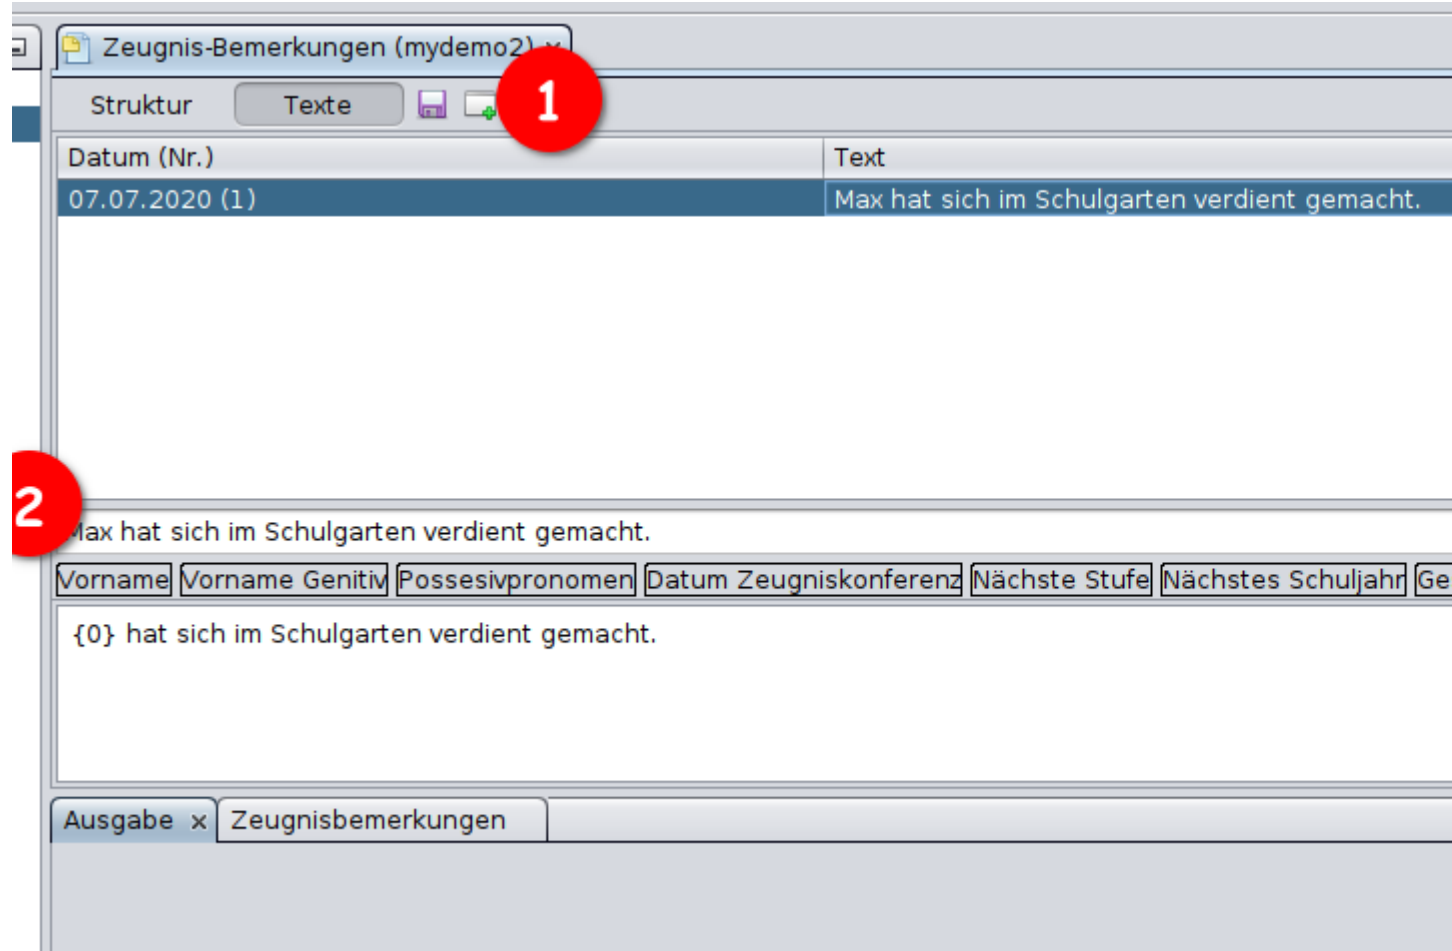 Zeugnis-Bemerkungen (mydemo2)
Struktur Texte 1
Datum (Nr.) Text
07.07.2020 (1) Max hat sich im Schulgarten verdient gemacht.
2
Max hat sich im Schulgarten verdient gemacht.
Vorname Vorname Genitiv Possesivpronomen Datum Zeugniskonferenz Nächste Stufe Nächstes Schuljahr Ge
{0} hat sich im Schulgarten verdient gemacht.
Ausgabe x Zeugnisbemerkungen